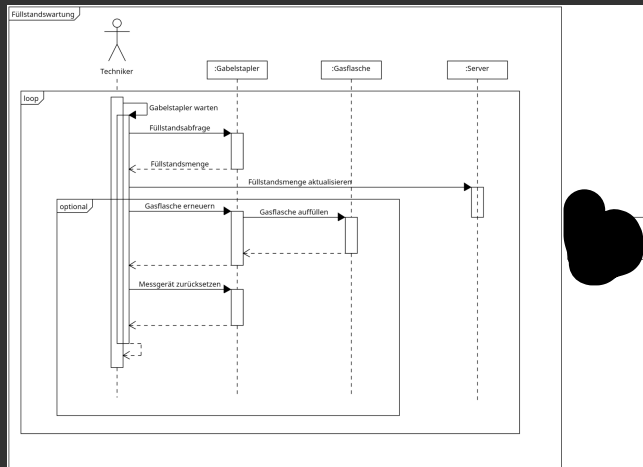 Füllstandswartung
Techniker
:Gabelstapler
:Gasflasche
:Server
loop
Gabelstapler warten
Füllstandsabfrage
Füllstandsmenge
Füllstandsmenge aktualisieren
optional
Gasflasche erneuern
Gasflasche auffüllen
Messgerät zurücksetzen